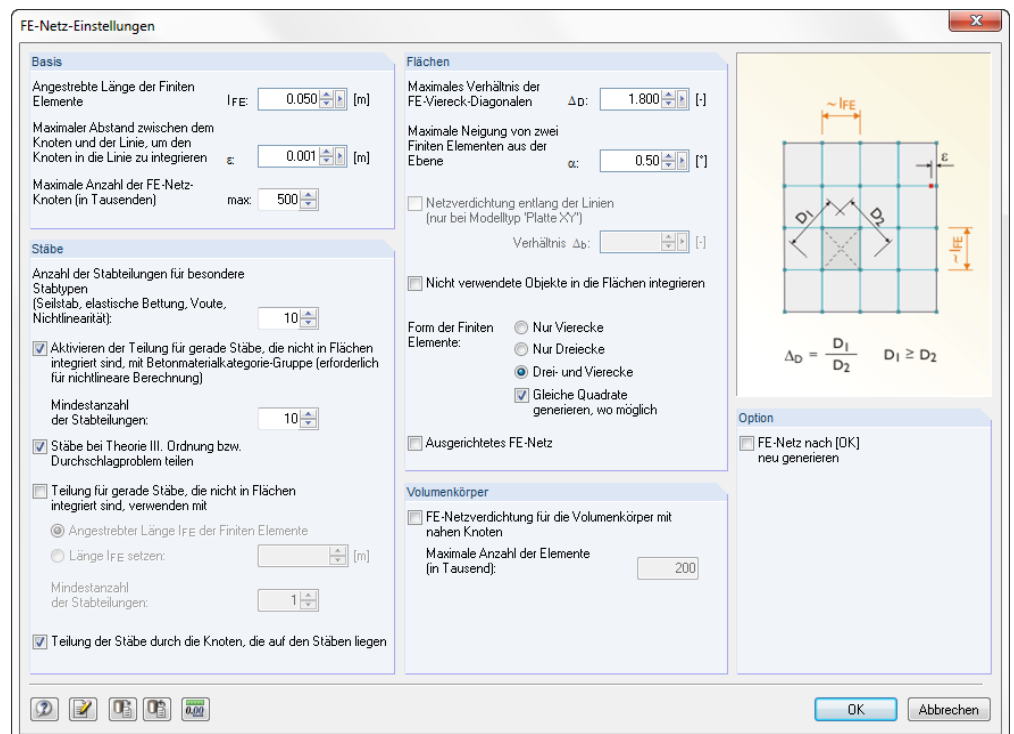 FE-Netz-Einstellungen
Basis
Angestrebte Länge der Finiten
Elemente lFE: 0.050 [m]
Maximaler Abstand zwischen dem
Knoten und der Linie, um den
Knoten in die Linie zu integrieren ε: 0.001 [m]
Maximale Anzahl der FE-Netz-
Knoten (in Tausenden) max: 500
Stäbe
Anzahl der Stabteilungen für besondere
Stabtypen
(Seilstab, elastische Bettung, Voute,
Nichtlinearität): 10
Aktivieren der Teilung für gerade Stäbe, die nicht in Flächen
integriert sind, mit Betonmaterialkategorie-Gruppe (erforderlich
für nichtlineare Berechnung)
Mindestanzahl
der Stabteilungen: 10
Stäbe bei Theorie III. Ordnung bzw.
Durchschlagproblem teilen
Teilung für gerade Stäbe, die nicht in Flächen
integriert sind, verwenden mit
Angestrebter Länge lFE der Finiten Elemente
Länge lFE setzen: [m]
Mindestanzahl
der Stabteilungen: 1
Teilung der Stäbe durch die Knoten, die auf den Stäben liegen
Flächen
Maximales Verhältnis der
FE-Viereck-Diagonalen ΔD: 1.800 [-]
Maximale Neigung von zwei
Finiten Elementen aus der
Ebene α: 0.50 [°]
Netzverdichtung entlang der Linien
(nur bei Modelltyp 'Platte XY')
Verhältnis Δb: [-]
Nicht verwendete Objekte in die Flächen integrieren
Form der Finiten
Elemente:
Nur Vierecke
Nur Dreiecke
Drei- und Vierecke
Gleiche Quadrate
generieren, wo möglich
Ausgerichtetes FE-Netz
Volumenkörper
FE-Netzverdichtung für die Volumenkörper mit
nahen Knoten
Maximale Anzahl der Elemente
(in Tausend): 200
~ lFE
ε
D1 D2
~ lFE
ΔD = D1 / D2 D1 ≥ D2
Option
FE-Netz nach [OK]
neu generieren
0.00
OK Abbrechen